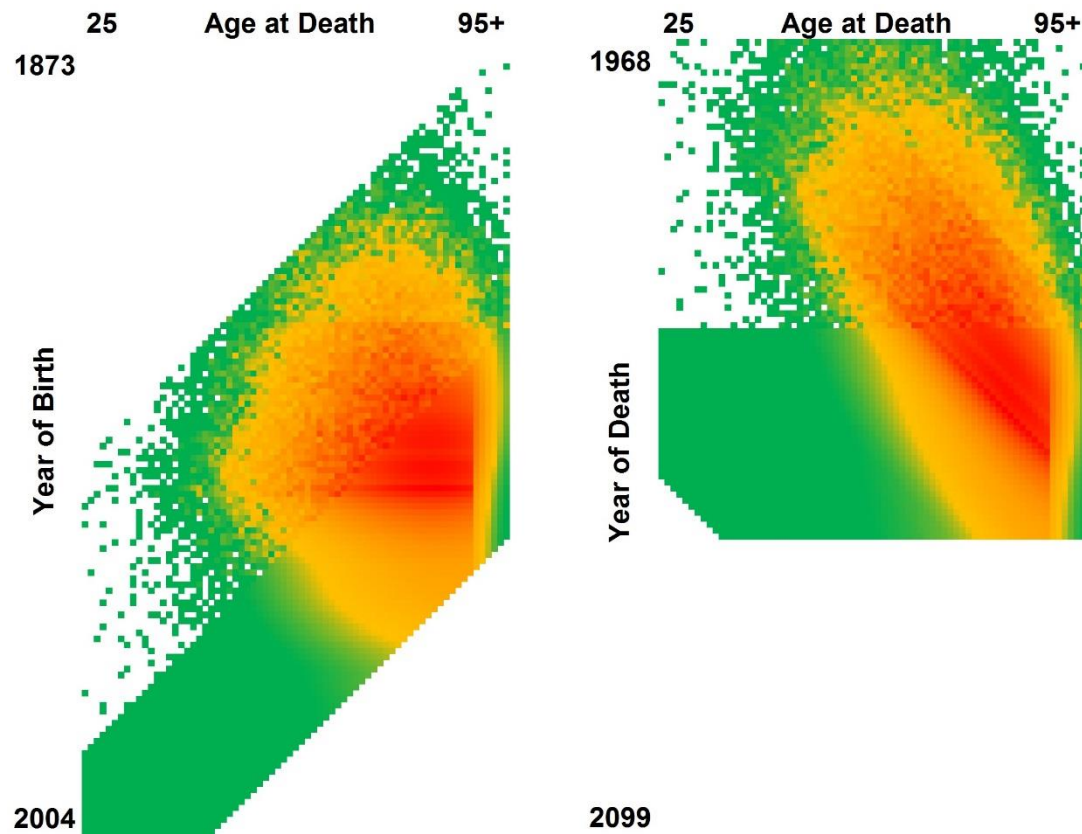 25 Age at Death 95+
1873
Year of Birth
2004
25 Age at Death 95+
1968
Year of Death
2099